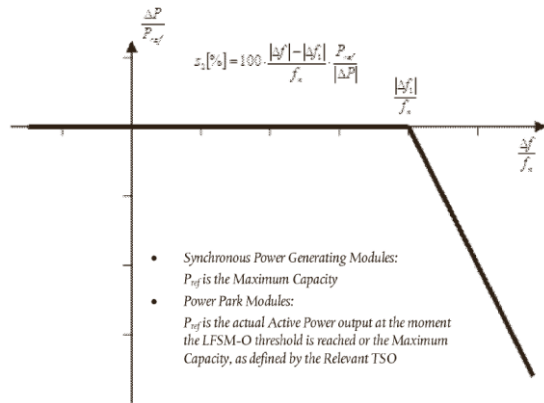 ΔP
P_ref
s_2[%] = 100 · (|Δf| − |Δf_1|) / f_n · P_ref / |ΔP|
|Δf_1|
f_n
Δf
f_n
• Synchronous Power Generating Modules:
P_ref is the Maximum Capacity
• Power Park Modules:
P_ref is the actual Active Power output at the moment
the LFSM-O threshold is reached or the Maximum
Capacity, as defined by the Relevant TSO